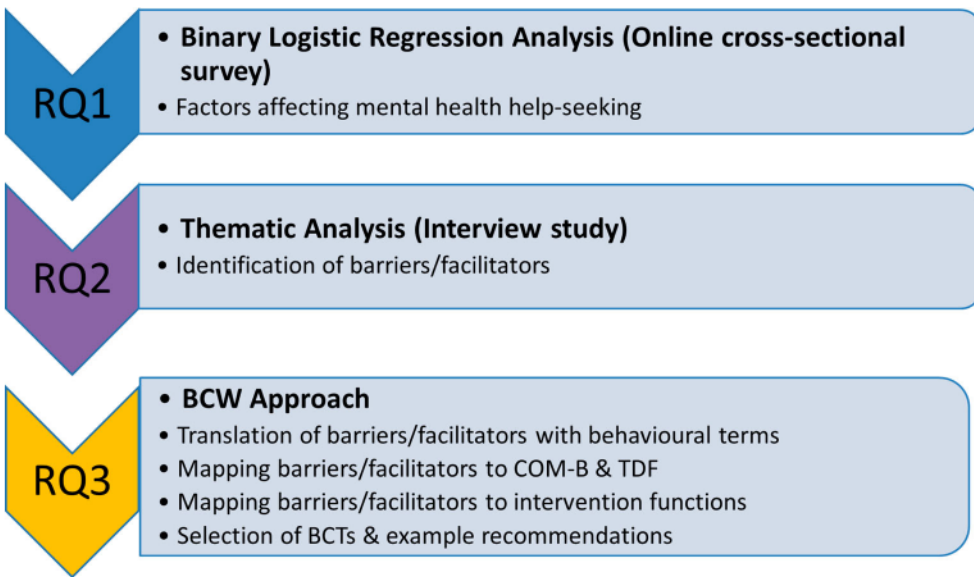 RQ1
• Binary Logistic Regression Analysis (Online cross-sectional
survey)
• Factors affecting mental health help-seeking
RQ2
• Thematic Analysis (Interview study)
• Identification of barriers/facilitators
RQ3
• BCW Approach
• Translation of barriers/facilitators with behavioural terms
• Mapping barriers/facilitators to COM-B & TDF
• Mapping barriers/facilitators to intervention functions
• Selection of BCTs & example recommendations